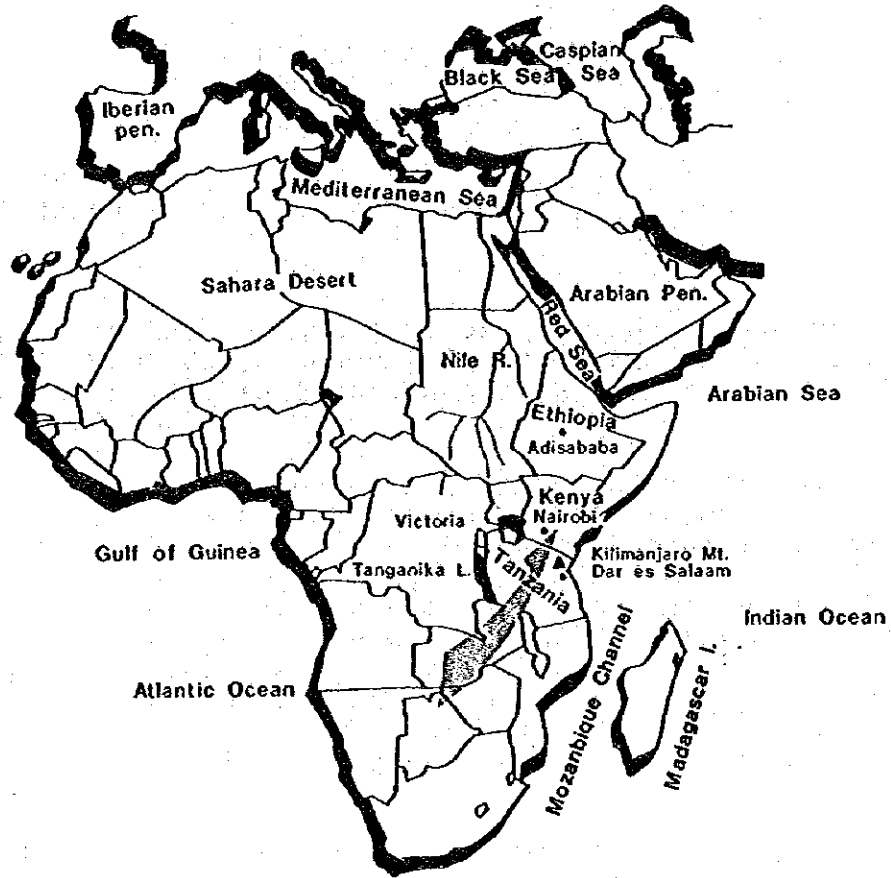 Caspian
Sea
Black Sea
Iberian
pen.
Mediterranean Sea
Sahara Desert
Arabian Pen.
Red Sea
Nile R.
Arabian Sea
Ethiopia
Adisababa
Kenya
Nairobi
Victoria
Gulf of Guinea
Tanganika L.
Tanzania
Kilimanjaro Mt.
Dar es Salaam
Indian Ocean
Atlantic Ocean
Mozanbique Channel
Madagascar I.